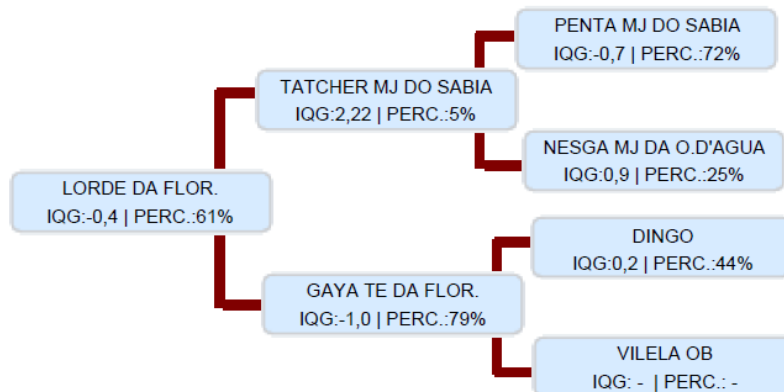 PENTA MJ DO SABIA
IQG:-0,7 | PERC.:72%
TATCHER MJ DO SABIA
IQG:2,22 | PERC.:5%
NESGA MJ DA O.D'AGUA
IQG:0,9 | PERC.:25%
LORDE DA FLOR.
IQG:-0,4 | PERC.:61%
DINGO
IQG:0,2 | PERC.:44%
GAYA TE DA FLOR.
IQG:-1,0 | PERC.:79%
VILELA OB
IQG: - | PERC.: -